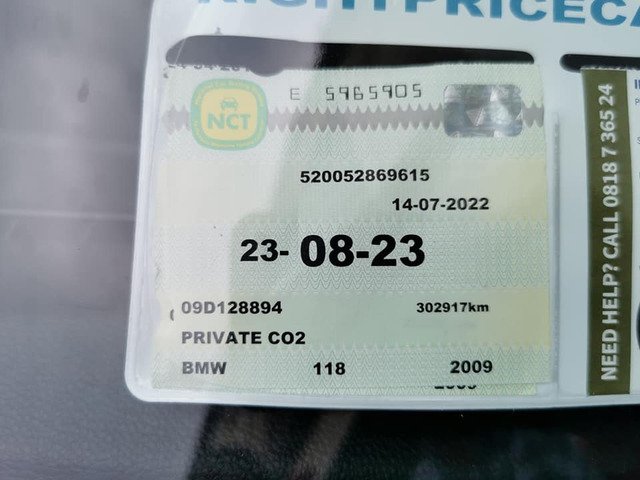 RIGHTPRICECA
E 5965905
NCT
520052869615
14-07-2022
23- 08-23
09D128894
302917km
PRIVATE CO2
BMW 118 2009
NEED HELP? CALL 0818 7 365 24